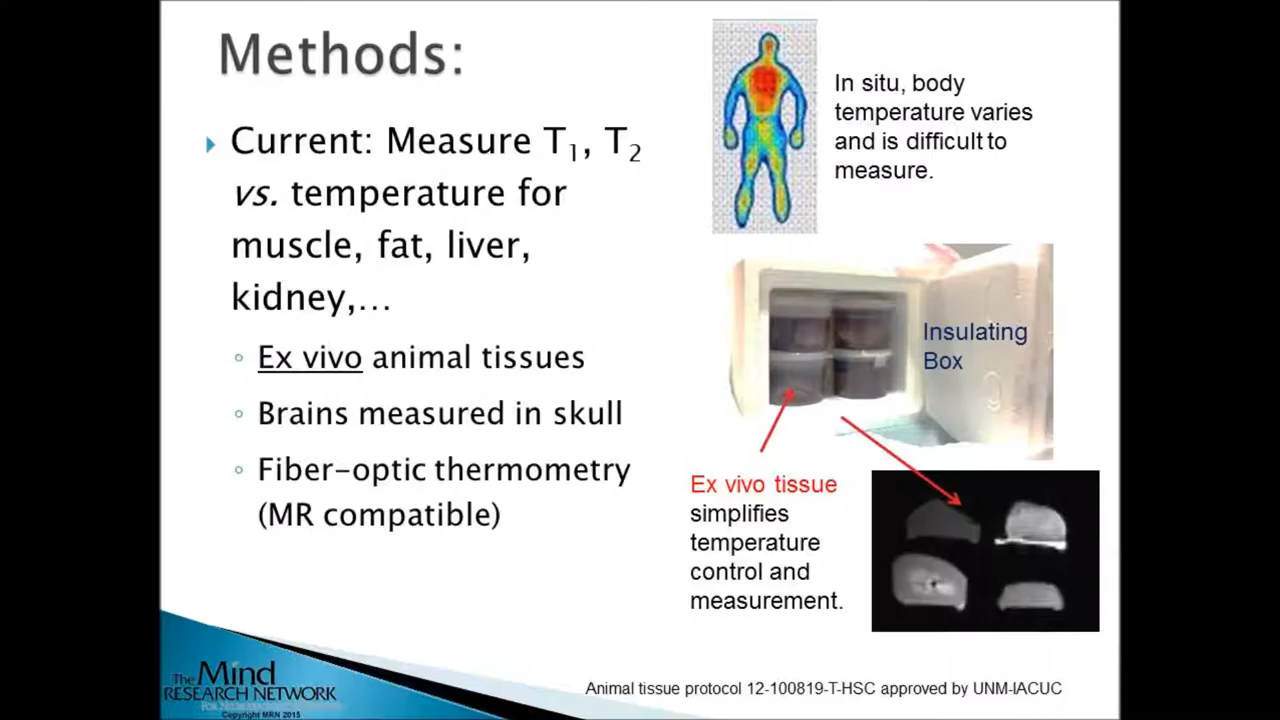 Methods:
Current: Measure T₁, T₂
vs. temperature for
muscle, fat, liver,
kidney,…
Ex vivo animal tissues
Brains measured in skull
Fiber-optic thermometry
(MR compatible)
In situ, body
temperature varies
and is difficult to
measure.
Insulating
Box
Ex vivo tissue
simplifies
temperature
control and
measurement.
The Mind
RESEARCH NETWORK
Copyright MRN 2015
Animal tissue protocol 12-100819-T-HSC approved by UNM-IACUC